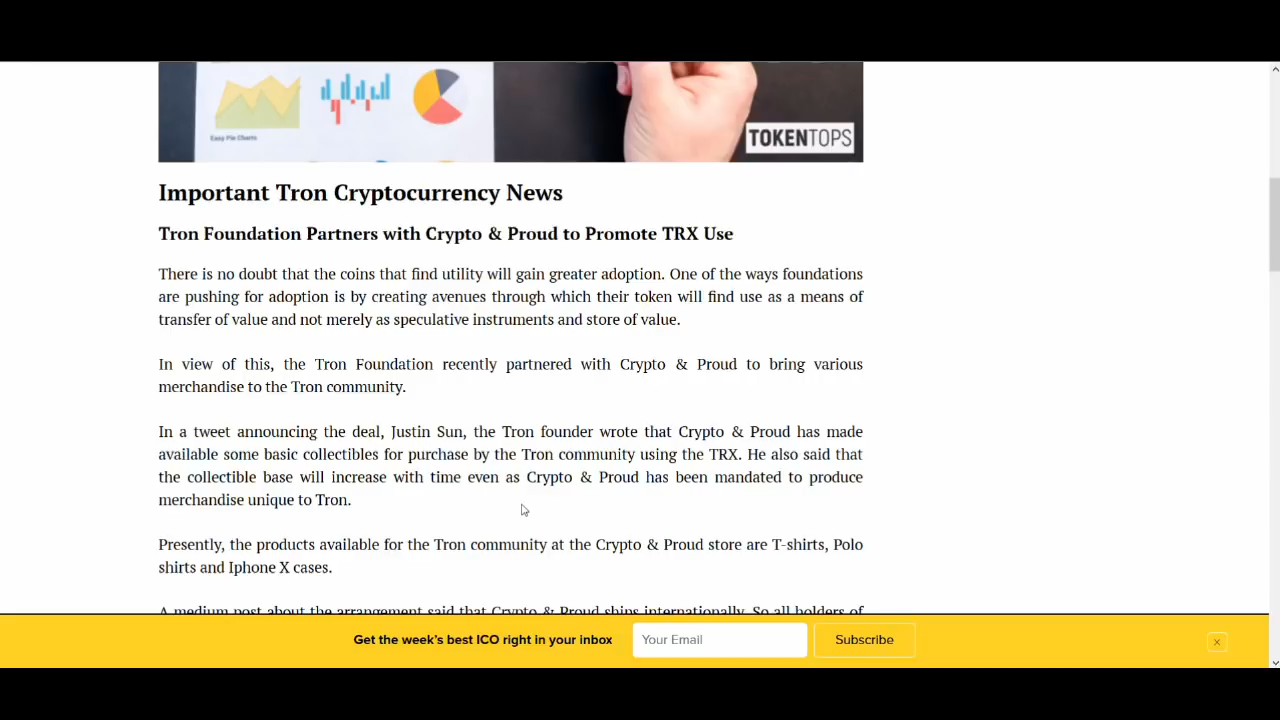 Easy Pie Charts
TOKENTOPS
Important Tron Cryptocurrency News
Tron Foundation Partners with Crypto & Proud to Promote TRX Use
There is no doubt that the coins that find utility will gain greater adoption. One of the ways foundations
are pushing for adoption is by creating avenues through which their token will find use as a means of
transfer of value and not merely as speculative instruments and store of value.
In view of this, the Tron Foundation recently partnered with Crypto & Proud to bring various
merchandise to the Tron community.
In a tweet announcing the deal, Justin Sun, the Tron founder wrote that Crypto & Proud has made
available some basic collectibles for purchase by the Tron community using the TRX. He also said that
the collectible base will increase with time even as Crypto & Proud has been mandated to produce
merchandise unique to Tron.
Presently, the products available for the Tron community at the Crypto & Proud store are T-shirts, Polo
shirts and Iphone X cases.
A medium post about the arrangement said that Crypto & Proud ships internationally. So all holders of
Get the week's best ICO right in your inbox
Your Email
Subscribe
x